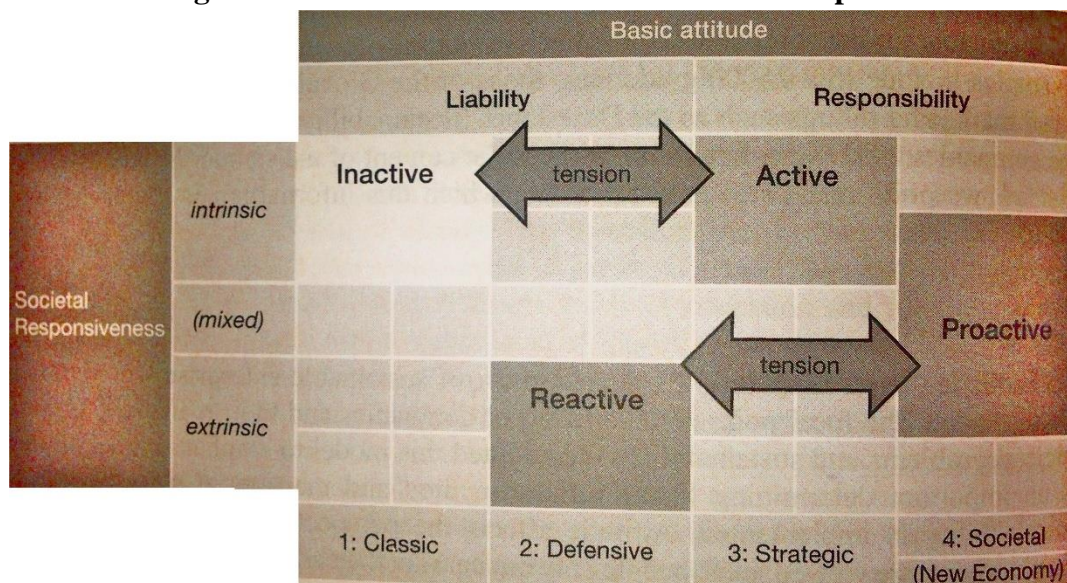 Basic attitude
Liability
Responsibility
Inactive
tension
Active
intrinsic
Societal
Responsiveness
(mixed)
Proactive
tension
Reactive
extrinsic
1: Classic
2: Defensive
3: Strategic
4: Societal
(New Economy)